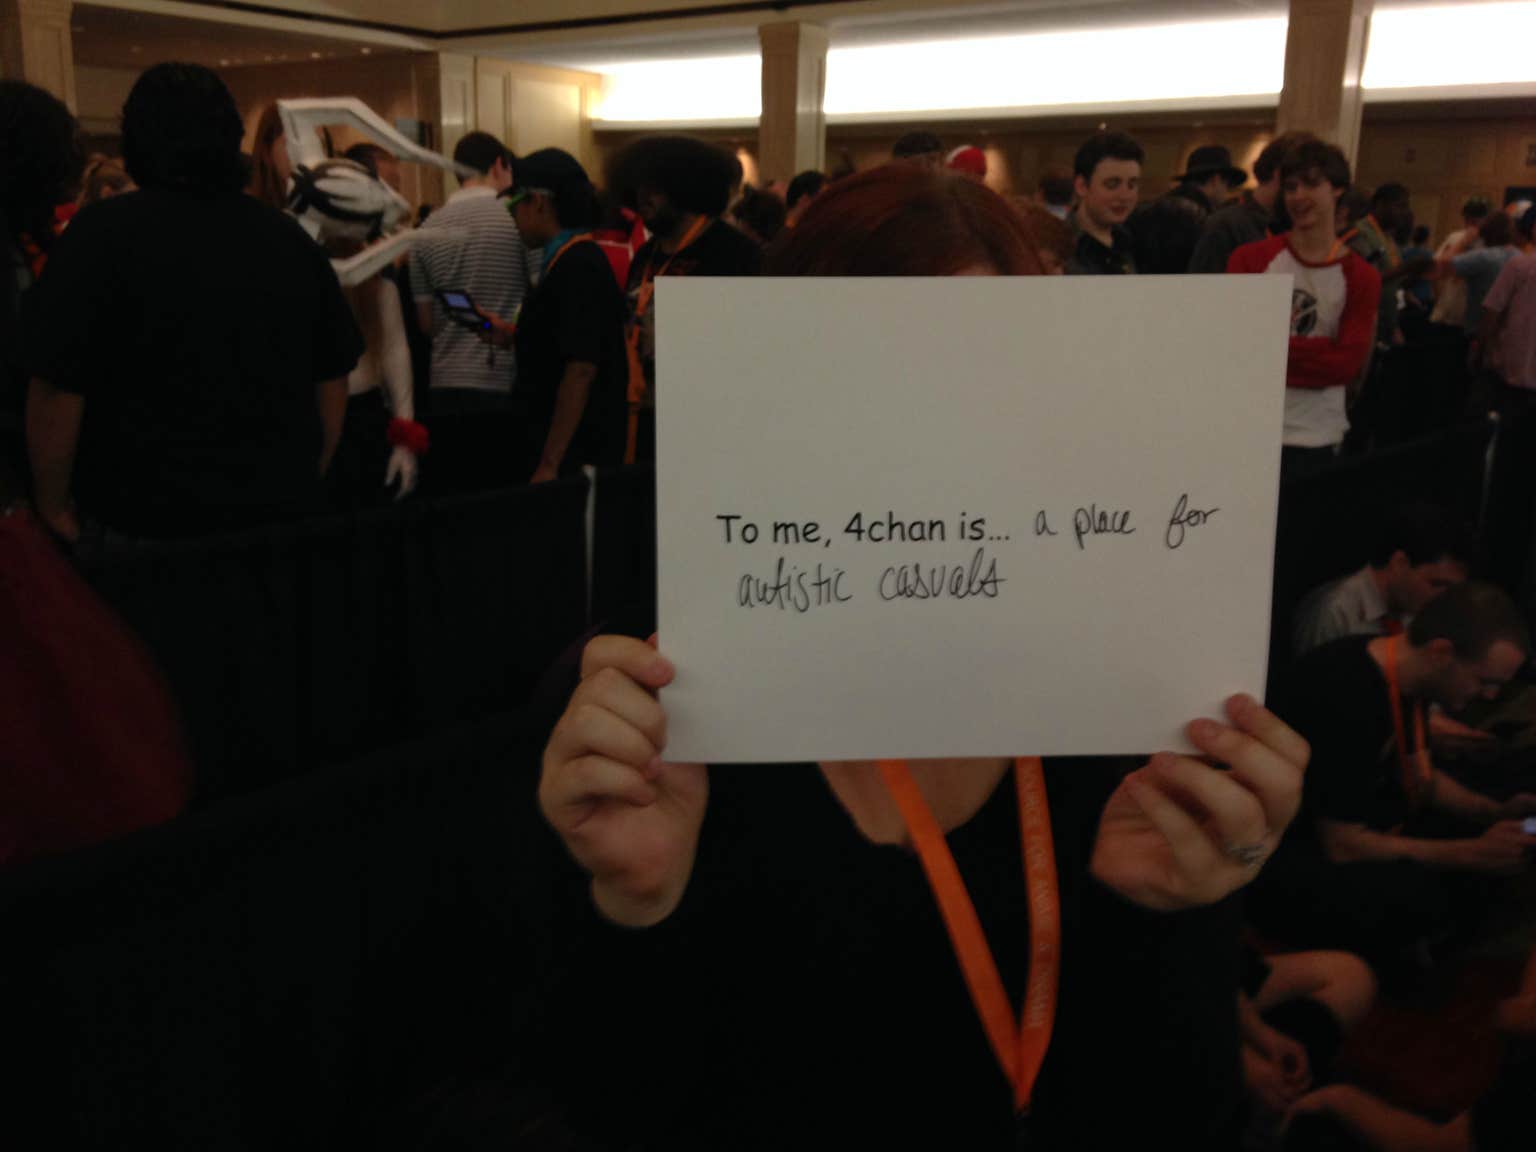 To me, 4chan is... a place for
autistic casuals